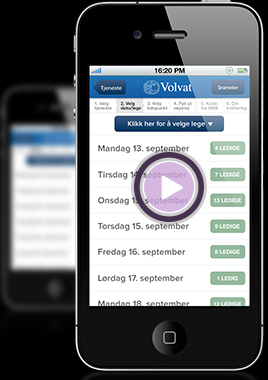 16:20 PM
Tjeneste
Volvat
Snarvei
1. Velg tjeneste
2. Velg dato/lege
3. Velg tidspunkt
4. Fyll ut skjema
5. Kode fra SMS
Klikk her for å velge lege
Mandag 13. september
4 LEDIGE
Tirsdag 14. september
7 LEDIGE
Onsdag 15. september
13 LEDIGE
Torsdag 15. september
9 LEDIGE
Fredag 16. september
8 LEDIGE
Lørdag 17. september
1 LEDIG
Mandag 18. september
12 LEDIGE